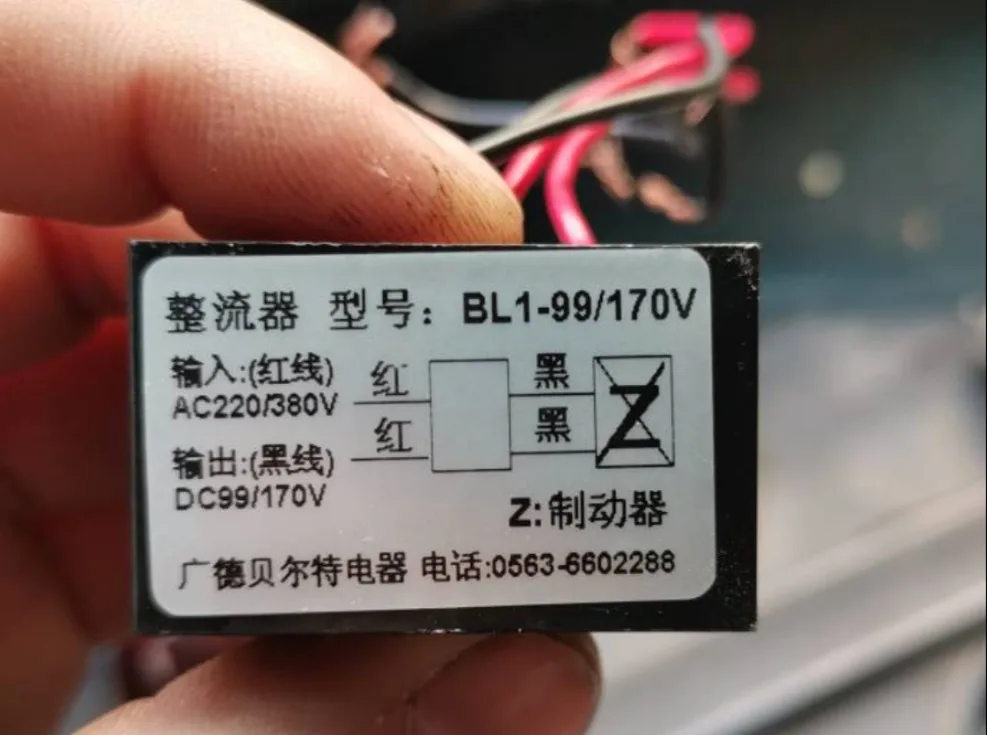 整流器 型号：BL1-99/170V
输入:(红线)
AC220/380V
红
红
黑
黑
Z
输出:(黑线)
DC99/170V
Z:制动器
广德贝尔特电器 电话:0563-6602288